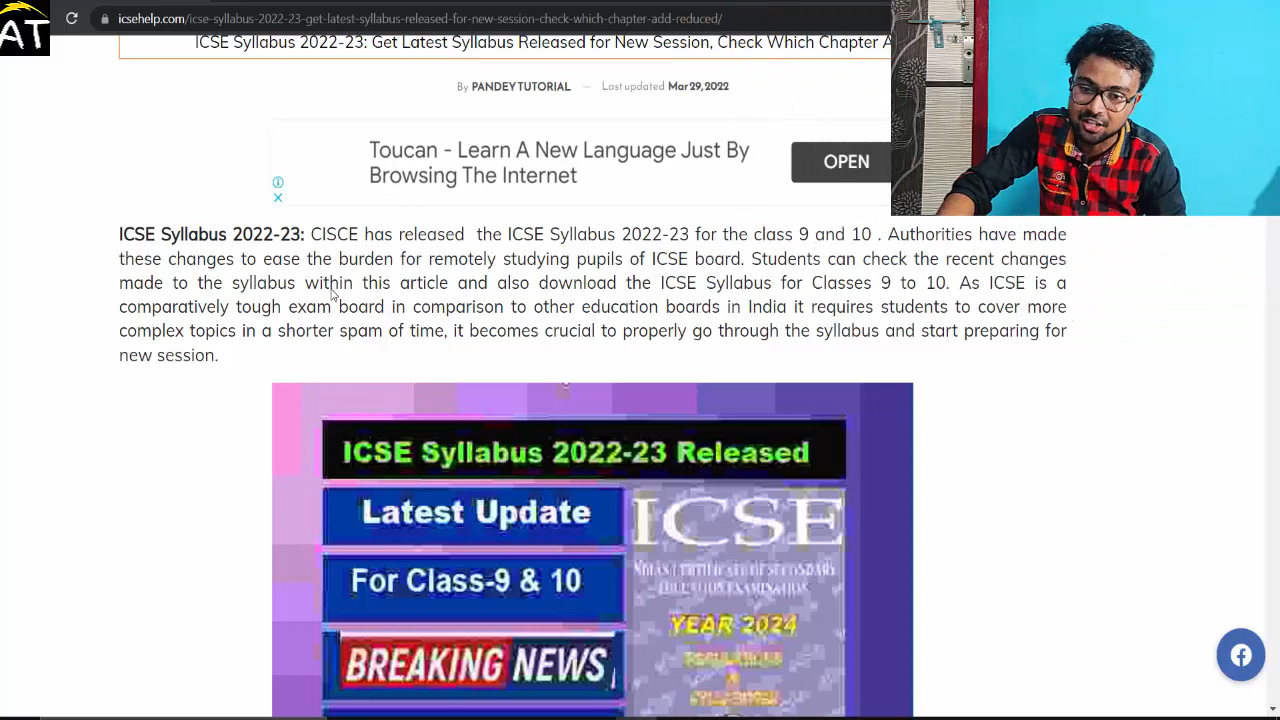 AT
icsehelp.com/icse-syllabus-2022-23-get-latest-syllabus-released-for-new-session-check-which-chapter-are-reduced/
ICSE Syllabus 2022-23: Get Latest Syllabus Released for New Session, Check Which Chapter A
By PANDEY TUTORIAL — Last updated Mar 29, 2022
Toucan - Learn A New Language Just By
Browsing The Internet
OPEN
ICSE Syllabus 2022-23: CISCE has released the ICSE Syllabus 2022-23 for the class 9 and 10 . Authorities have made
these changes to ease the burden for remotely studying pupils of ICSE board. Students can check the recent changes
made to the syllabus within this article and also download the ICSE Syllabus for Classes 9 to 10. As ICSE is a
comparatively tough exam board in comparison to other education boards in India it requires students to cover more
complex topics in a shorter spam of time, it becomes crucial to properly go through the syllabus and start preparing for
new session.
ICSE Syllabus 2022-23 Released
Latest Update
ICSE
For Class-9 & 10
YEAR 2024
BREAKING NEWS